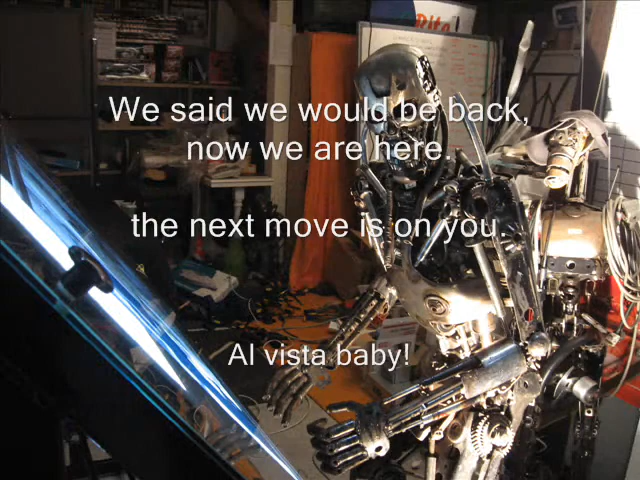 We said we would be back,
now we are here.
the next move is on you.
Al vista baby!